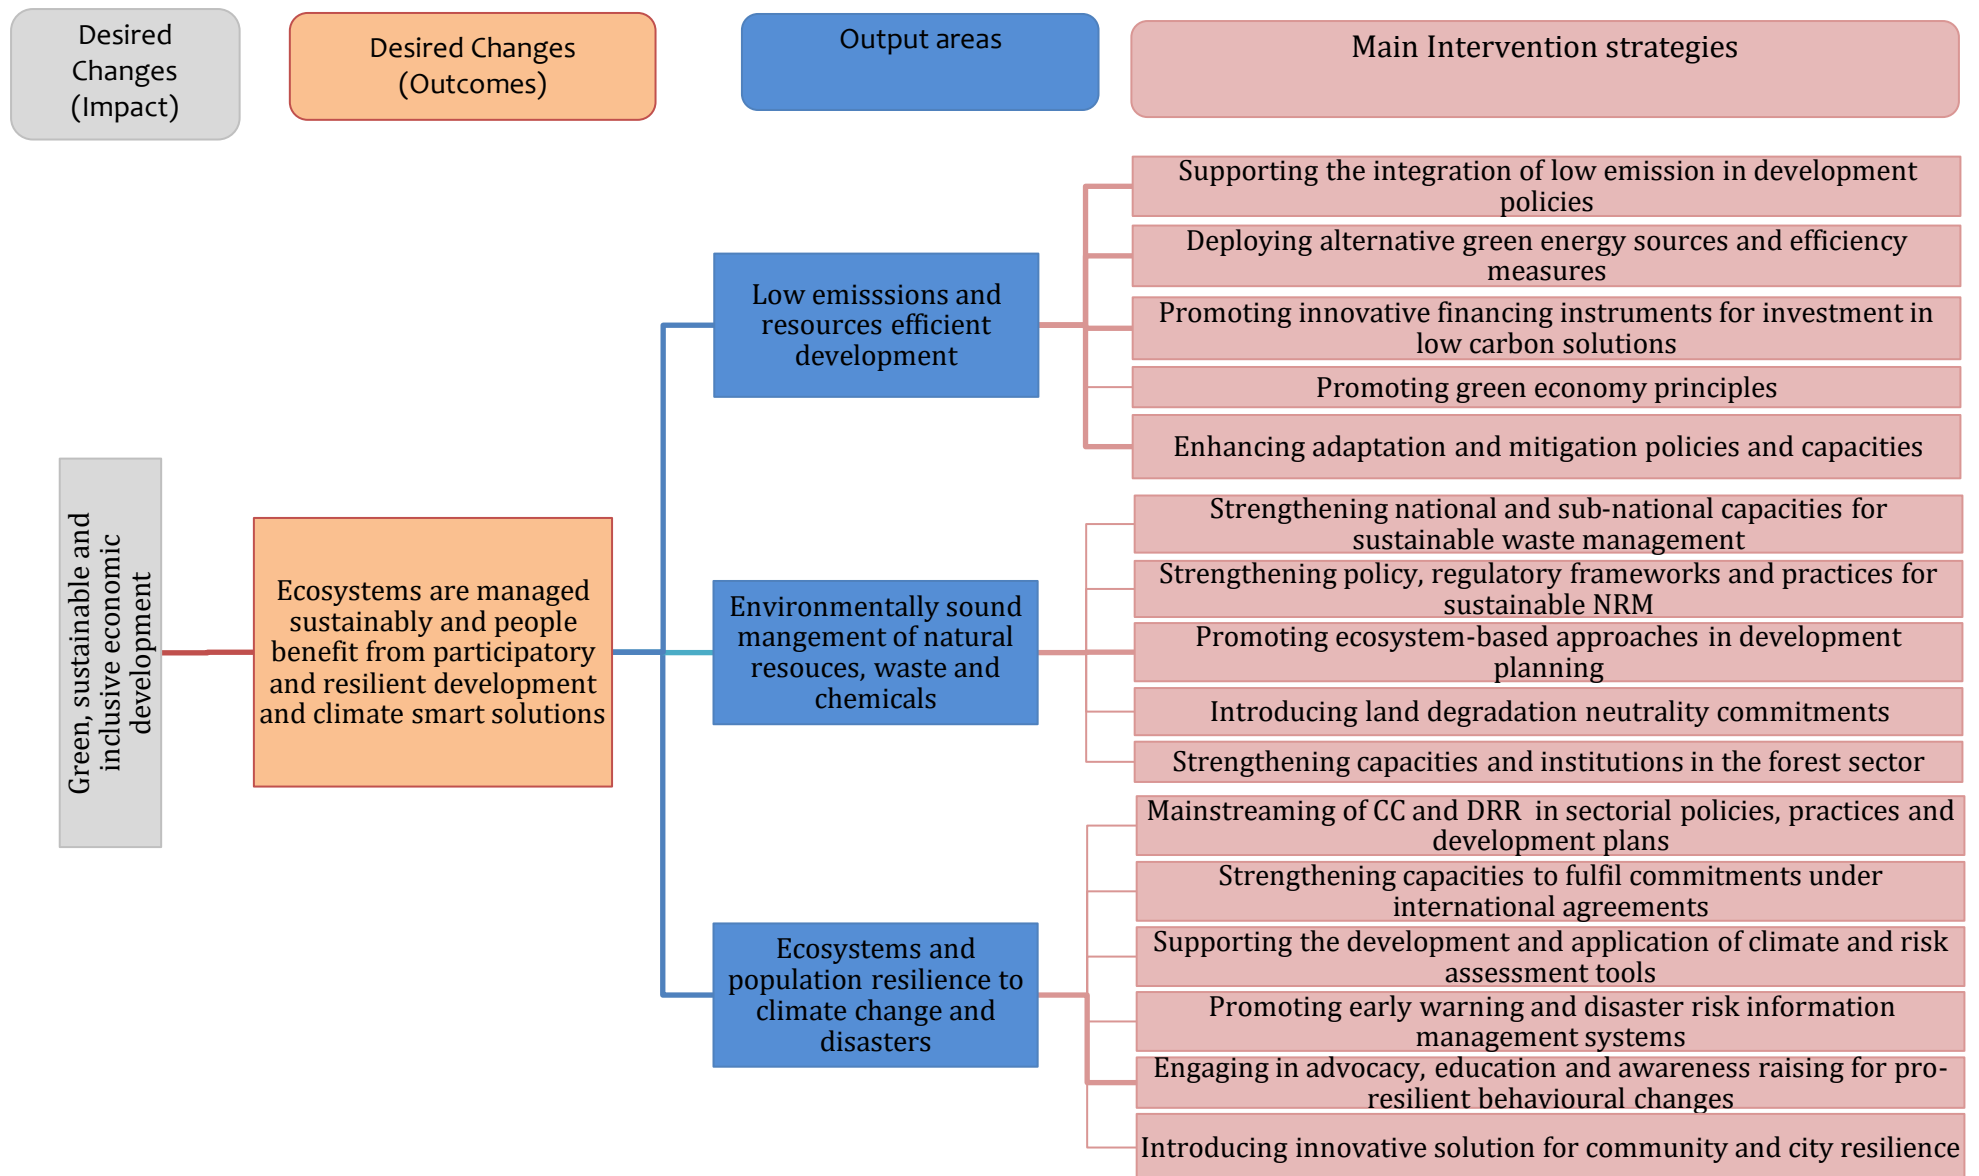 Desired
Changes
(Impact)
Desired Changes
(Outcomes)
Output areas
Main Intervention strategies
Green, sustainable and
inclusive economic
development
Ecosystems are managed
sustainably and people
benefit from participatory
and resilient development
and climate smart solutions
Low emisssions and
resources efficient
development
Supporting the integration of low emission in development
policies
Deploying alternative green energy sources and efficiency
measures
Promoting innovative financing instruments for investment in
low carbon solutions
Promoting green economy principles
Enhancing adaptation and mitigation policies and capacities
Environmentally sound
mangement of natural
resouces, waste and
chemicals
Strengthening national and sub-national capacities for
sustainable waste management
Strengthening policy, regulatory frameworks and practices for
sustainable NRM
Promoting ecosystem-based approaches in development
planning
Introducing land degradation neutrality commitments
Strengthening capacities and institutions in the forest sector
Ecosystems and
population resilience to
climate change and
disasters
Mainstreaming of CC and DRR in sectorial policies, practices and
development plans
Strengthening capacities to fulfil commitments under
international agreements
Supporting the development and application of climate and risk
assessment tools
Promoting early warning and disaster risk information
management systems
Engaging in advocacy, education and awareness raising for pro-
resilient behavioural changes
Introducing innovative solution for community and city resilience